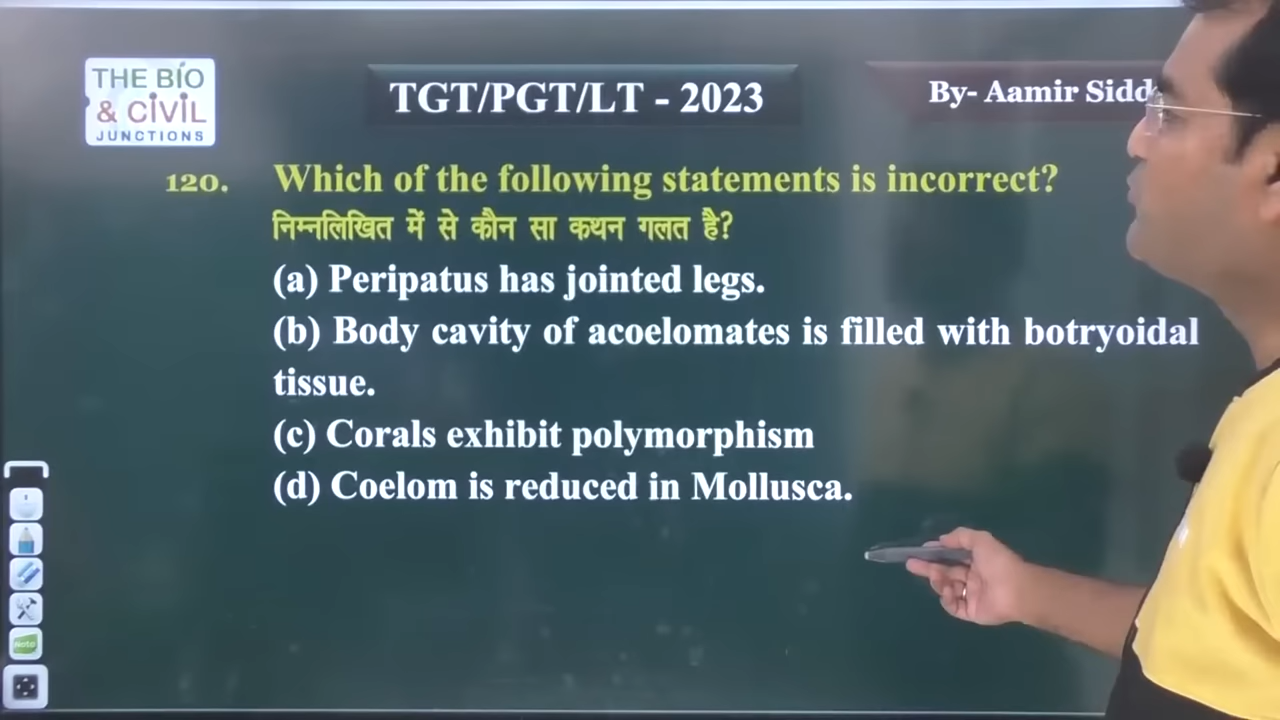 THE BIO
& CIVIL
JUNCTIONS
TGT/PGT/LT - 2023
By- Aamir
120. Which of the following statements is incorrect?
निम्नलिखित में से कौन सा कथन गलत है?
(a) Peripatus has jointed legs.
(b) Body cavity of acoelomates is filled with botryoidal
tissue.
(c) Corals exhibit polymorphism
(d) Coelom is reduced in Mollusca.
Note